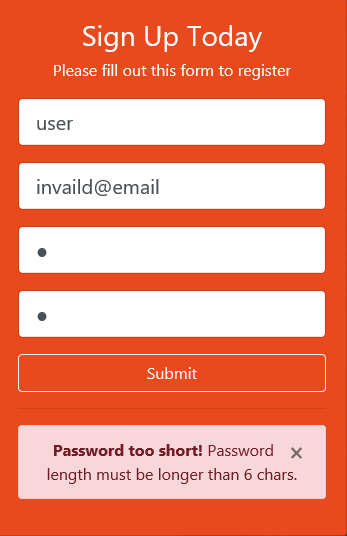 Sign Up Today
Please fill out this form to register
user
invaild@email
●
●
Submit
Password too short! Password ×
length must be longer than 6 chars.